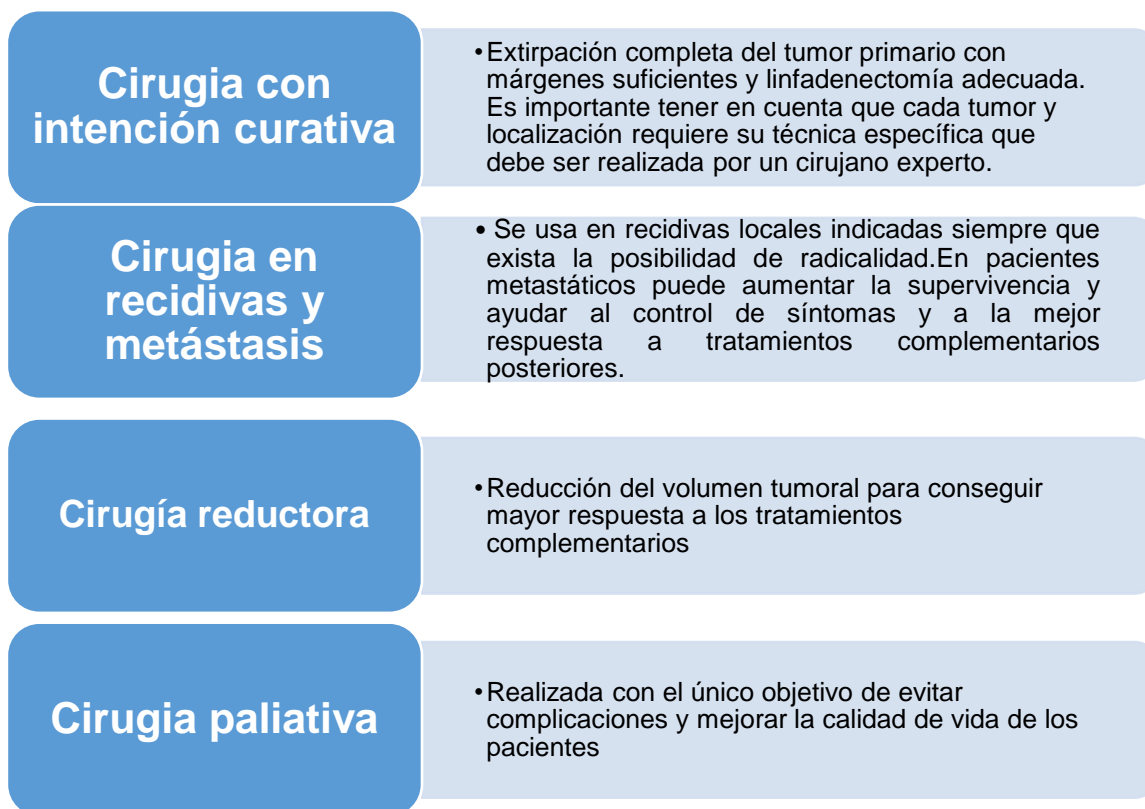 Cirugia con
intención curativa
•Extirpación completa del tumor primario con
márgenes suficientes y linfadenectomía adecuada.
Es importante tener en cuenta que cada tumor y
localización requiere su técnica específica que
debe ser realizada por un cirujano experto.
Cirugia en
recidivas y
metástasis
• Se usa en recidivas locales indicadas siempre que
exista la posibilidad de radicalidad.En pacientes
metastáticos puede aumentar la supervivencia y
ayudar al control de síntomas y a la mejor
respuesta a tratamientos complementarios
posteriores.
Cirugía reductora
•Reducción del volumen tumoral para conseguir
mayor respuesta a los tratamientos
complementarios
Cirugia paliativa
•Realizada con el único objetivo de evitar
complicaciones y mejorar la calidad de vida de los
pacientes